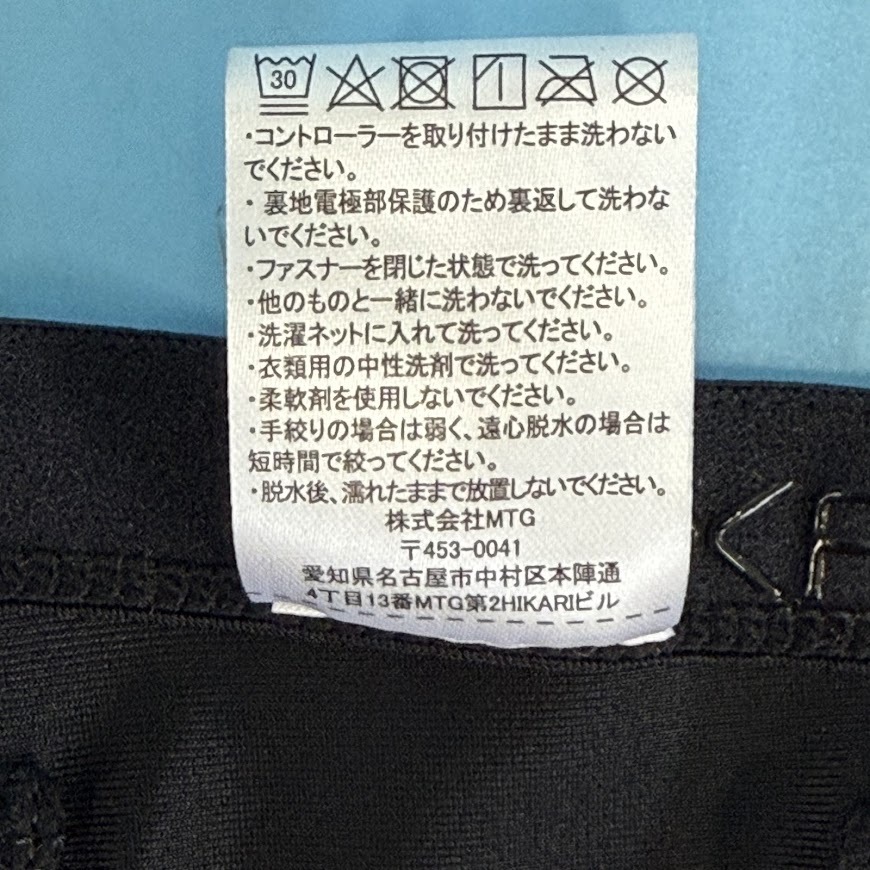 30
・コントローラーを取り付けたまま洗わない
でください。
・裏地電極部保護のため裏返して洗わな
いでください。
・ファスナーを閉じた状態で洗ってください。
・他のものと一緒に洗わないでください。
・洗濯ネットに入れて洗ってください。
・衣類用の中性洗剤で洗ってください。
・柔軟剤を使用しないでください。
・手絞りの場合は弱く、遠心脱水の場合は
短時間で絞ってください。
・脱水後、濡れたままで放置しないでください。
株式会社MTG
〒453-0041
愛知県名古屋市中村区本陣通
4丁目13番MTG第2HIKARIビル